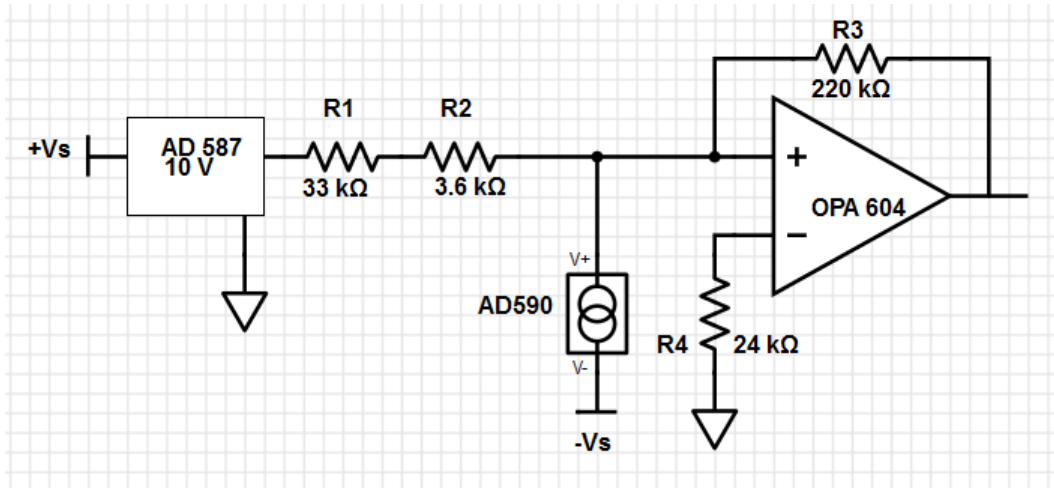 R3
220 kΩ
R1
R2
+Vs
AD 587
10 V
33 kΩ
3.6 kΩ
+
OPA 604
−
V+
AD590
V-
R4
24 kΩ
-Vs